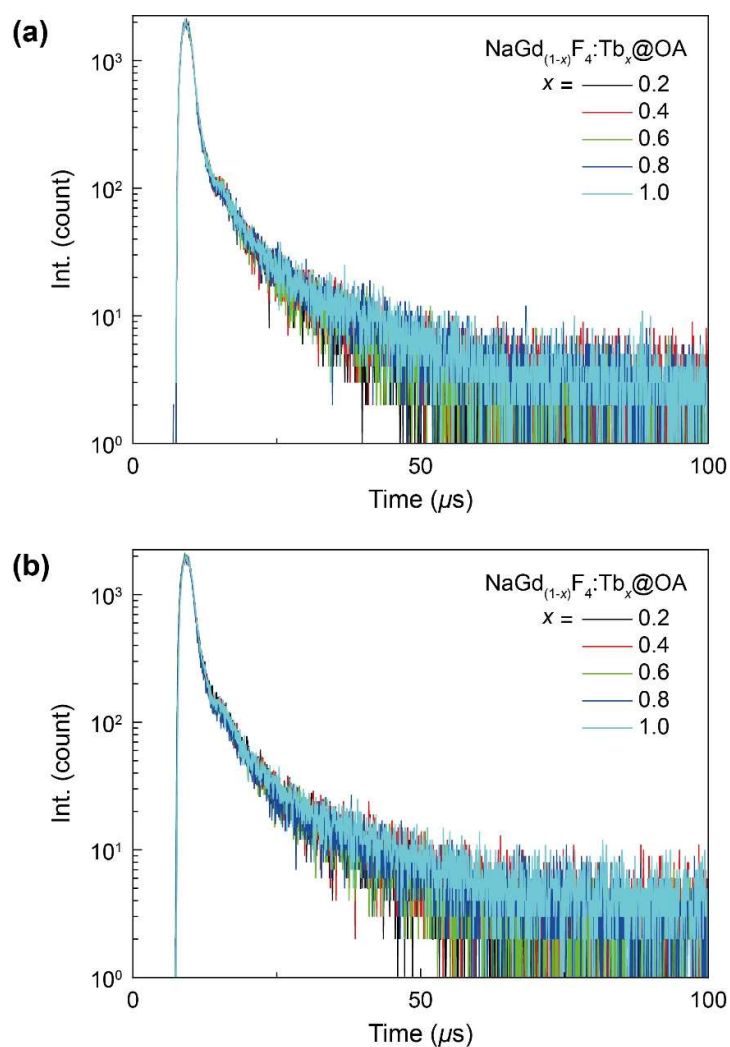 (a)
NaGd(1-x)F4:Tbx@OA
x = 0.2
0.4
0.6
0.8
1.0
10³
10²
10¹
10⁰
Int. (count)
0 50 100
Time (µs)
(b)
NaGd(1-x)F4:Tbx@OA
x = 0.2
0.4
0.6
0.8
1.0
10³
10²
10¹
10⁰
Int. (count)
0 50 100
Time (µs)